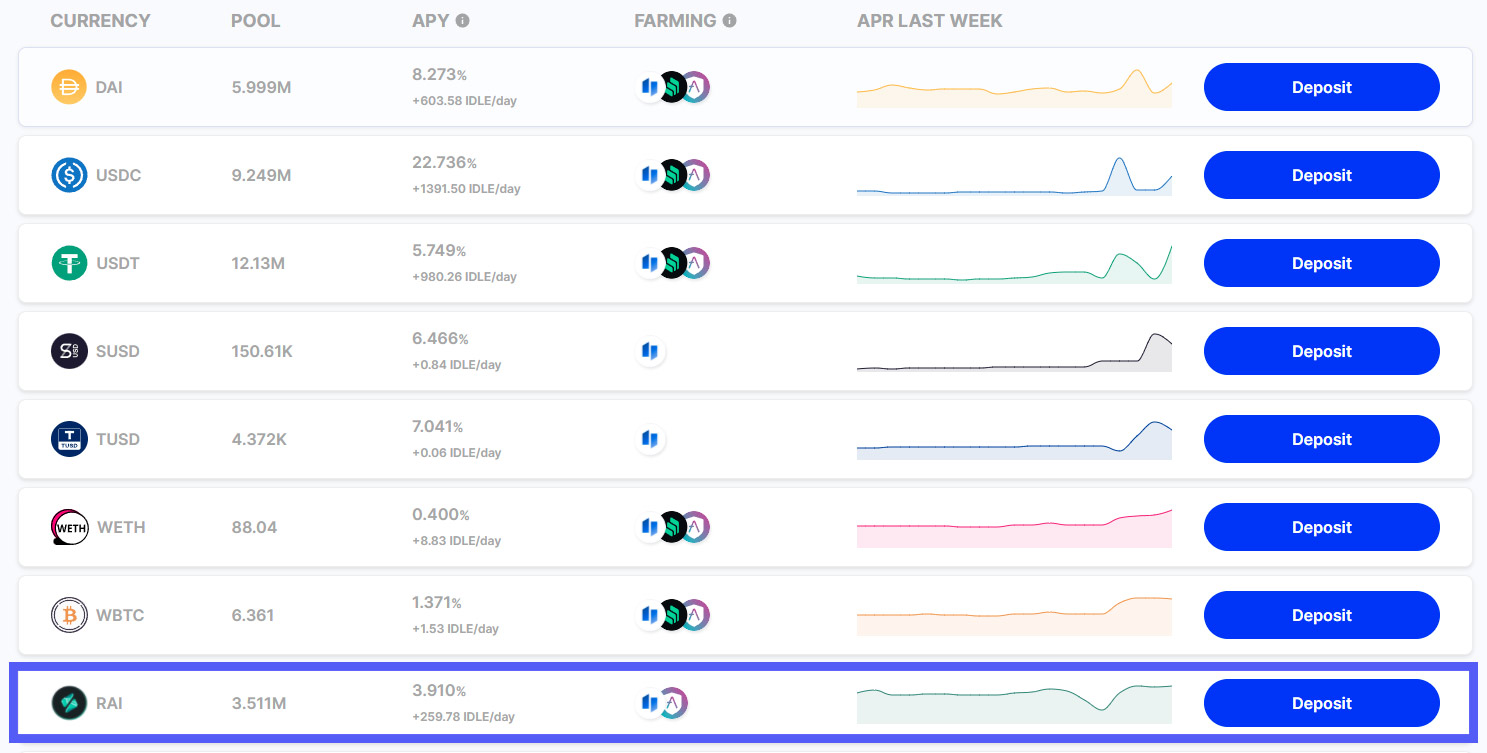 CURRENCY POOL APY FARMING APR LAST WEEK
DAI 5.999M 8.273% Deposit
+603.58 IDLE/day
USDC 9.249M 22.736% Deposit
+1391.50 IDLE/day
USDT 12.13M 5.749% Deposit
+980.26 IDLE/day
S USD SUSD 150.61K 6.466% Deposit
+0.84 IDLE/day
T TUSD TUSD 4.372K 7.041% Deposit
+0.06 IDLE/day
WETH WETH 88.04 0.400% Deposit
+8.83 IDLE/day
WBTC 6.361 1.371% Deposit
+1.53 IDLE/day
RAI 3.511M 3.910% Deposit
+259.78 IDLE/day